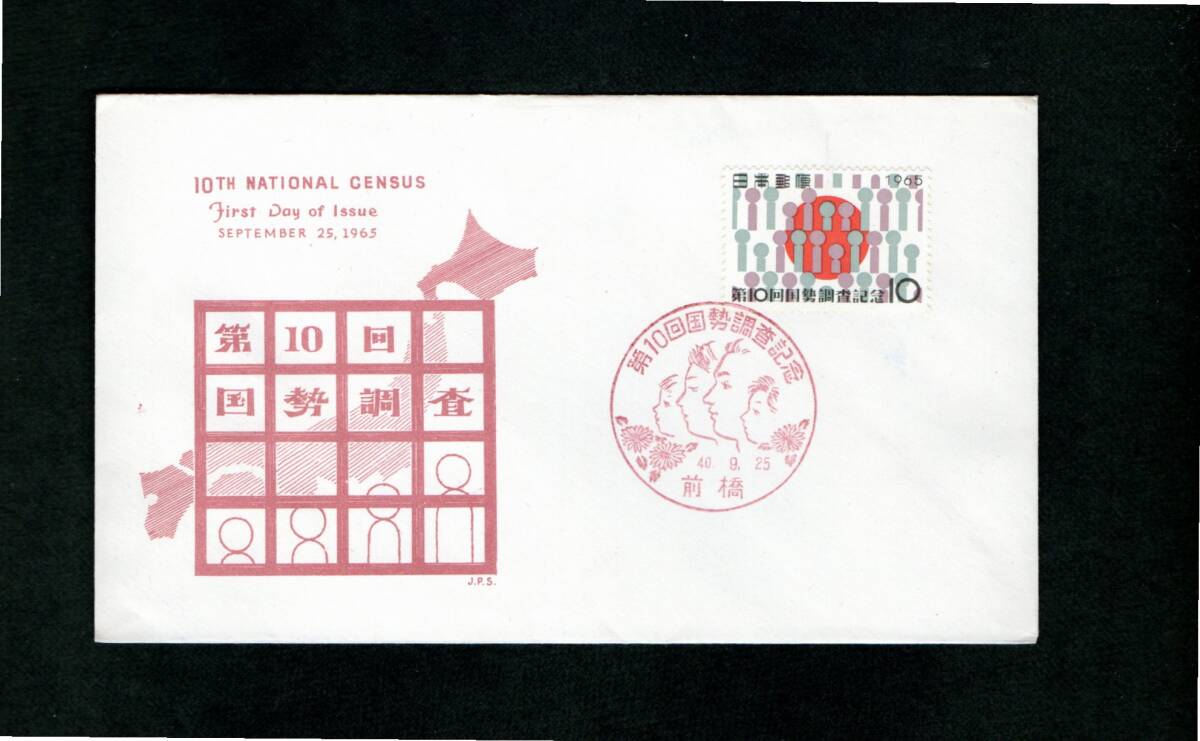 10TH NATIONAL CENSUS
First Day of Issue
SEPTEMBER 25, 1965
第10回
国勢調査
J.P.S.
日本郵便 1965
第10回国勢調査記念 10
第10回国勢調査記念
40. 9. 25
前橋